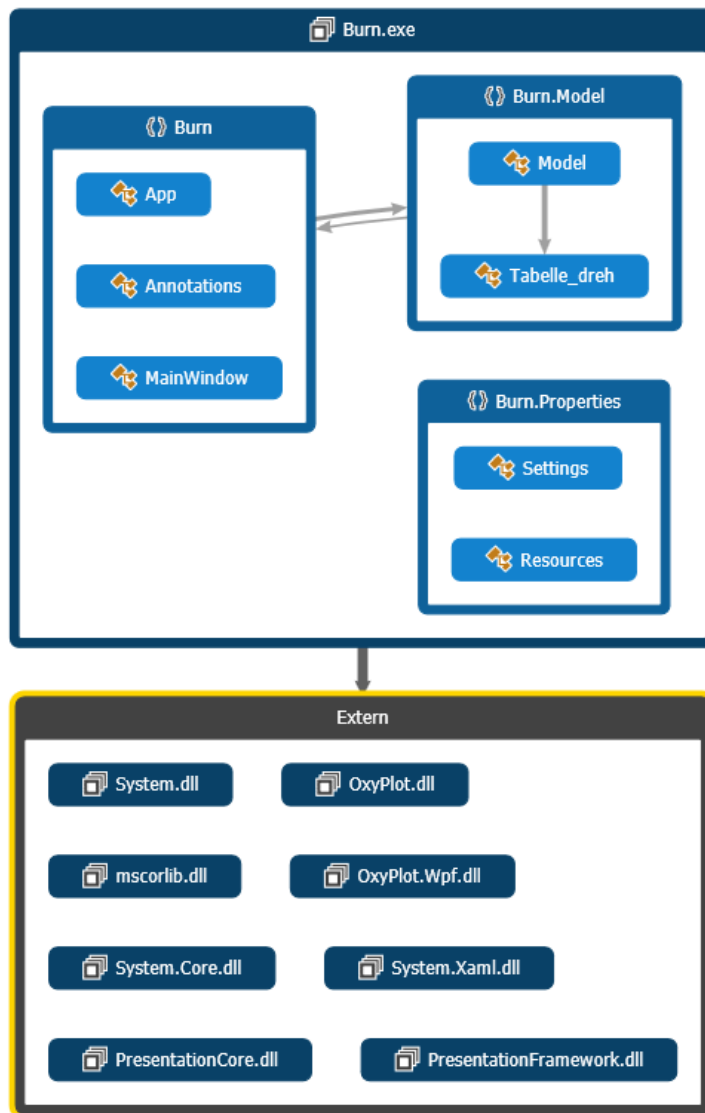 Burn.exe
Burn
App
Annotations
MainWindow
Burn.Model
Model
Tabelle_dreh
Burn.Properties
Settings
Resources
Extern
System.dll
OxyPlot.dll
mscorlib.dll
OxyPlot.Wpf.dll
System.Core.dll
System.Xaml.dll
PresentationCore.dll
PresentationFramework.dll